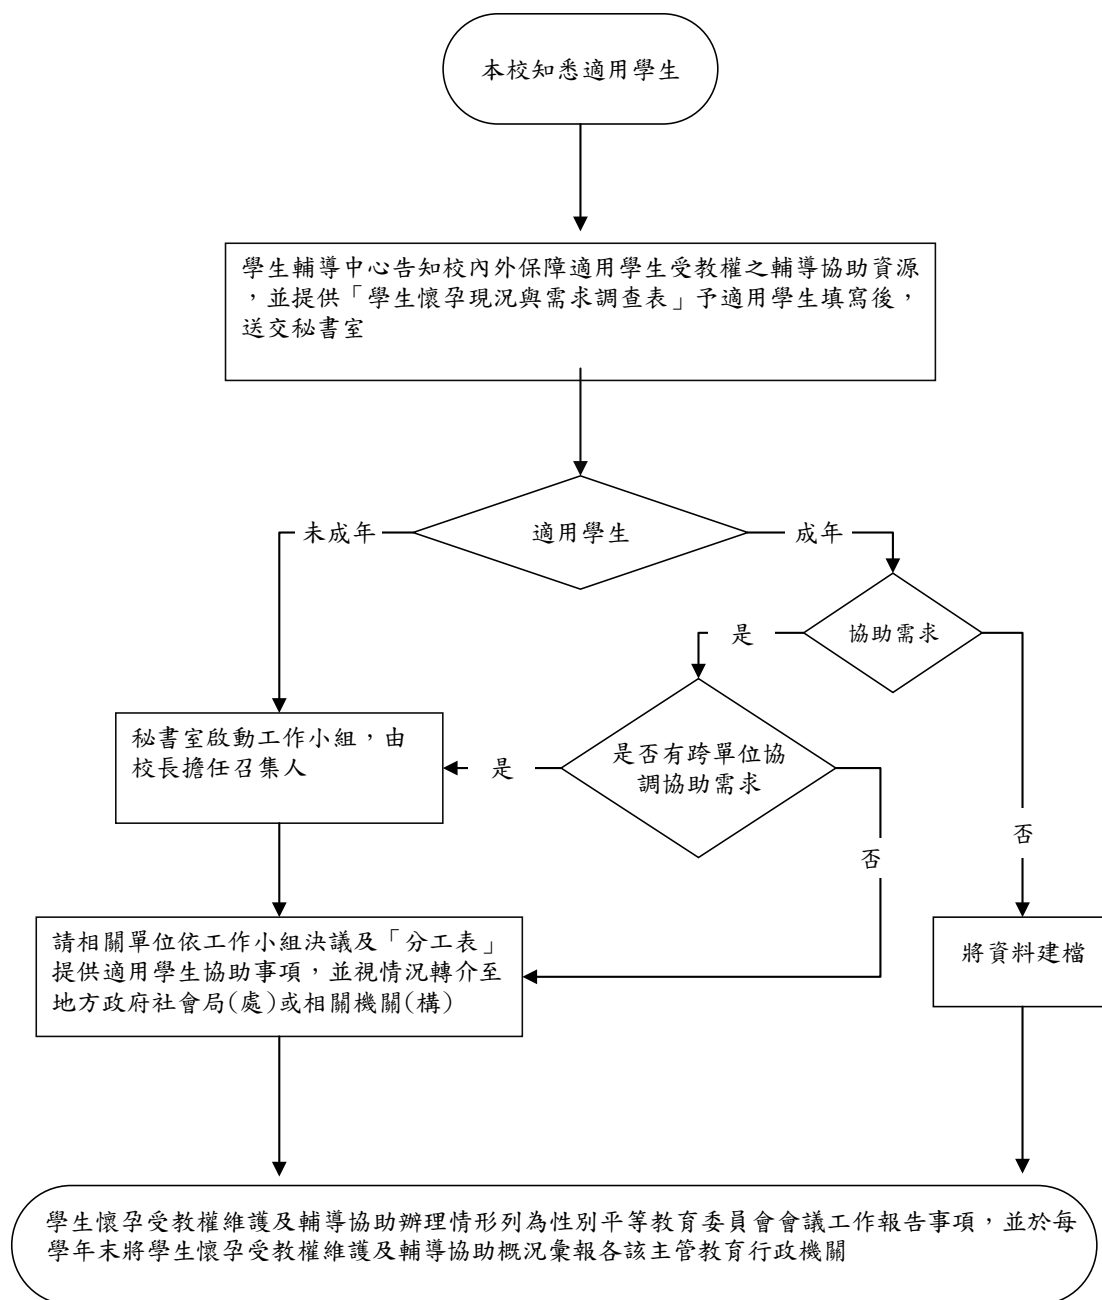 本校知悉適用學生
學生輔導中心告知校內外保障適用學生受教權之輔導協助資源
，並提供「學生懷孕現況與需求調查表」予適用學生填寫後，
送交秘書室
未成年
適用學生
成年
是
協助需求
秘書室啟動工作小組，由
校長擔任召集人
是
是否有跨單位協
調協助需求
否
否
請相關單位依工作小組決議及「分工表」
提供適用學生協助事項，並視情況轉介至
地方政府社會局(處)或相關機關(構)
將資料建檔
學生懷孕受教權維護及輔導協助辦理情形列為性別平等教育委員會會議工作報告事項，並於每
學年末將學生懷孕受教權維護及輔導協助概況彙報各該主管教育行政機關